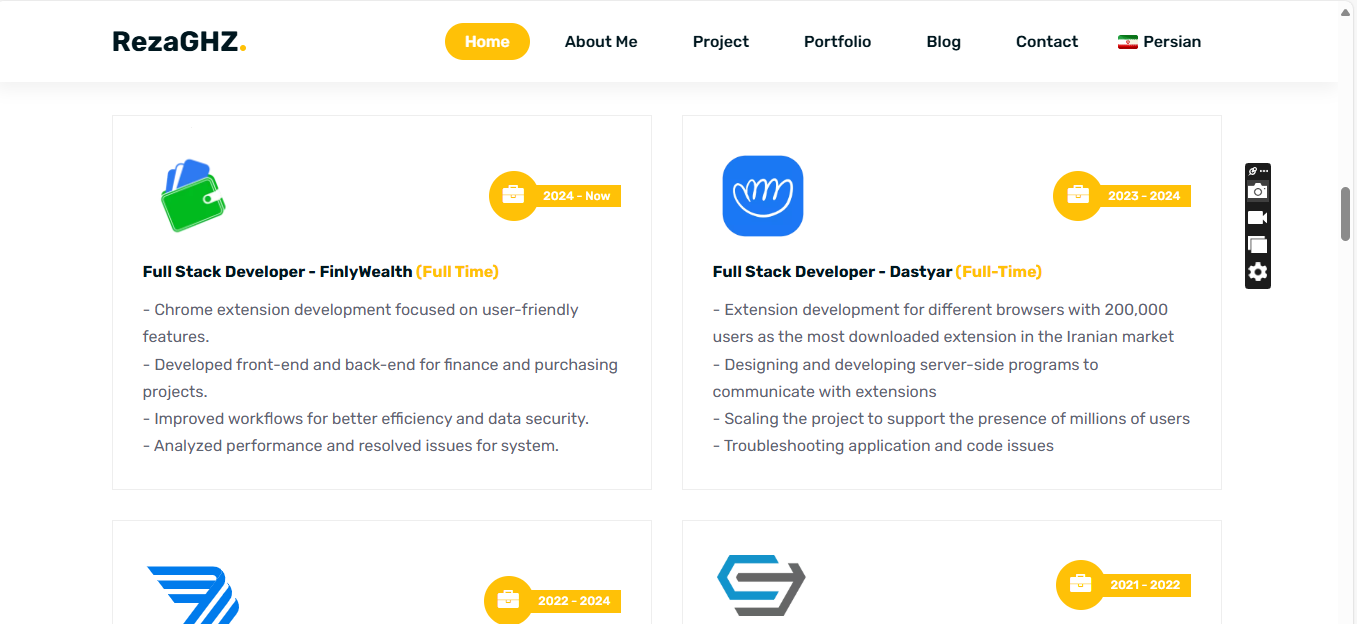 RezaGHZ.
Home
About Me
Project
Portfolio
Blog
Contact
Persian
2024 - Now
Full Stack Developer - FinlyWealth (Full Time)
- Chrome extension development focused on user-friendly
features.
- Developed front-end and back-end for finance and purchasing
projects.
- Improved workflows for better efficiency and data security.
- Analyzed performance and resolved issues for system.
2023 - 2024
Full Stack Developer - Dastyar (Full-Time)
- Extension development for different browsers with 200,000
users as the most downloaded extension in the Iranian market
- Designing and developing server-side programs to
communicate with extensions
- Scaling the project to support the presence of millions of users
- Troubleshooting application and code issues
2022 - 2024
2021 - 2022